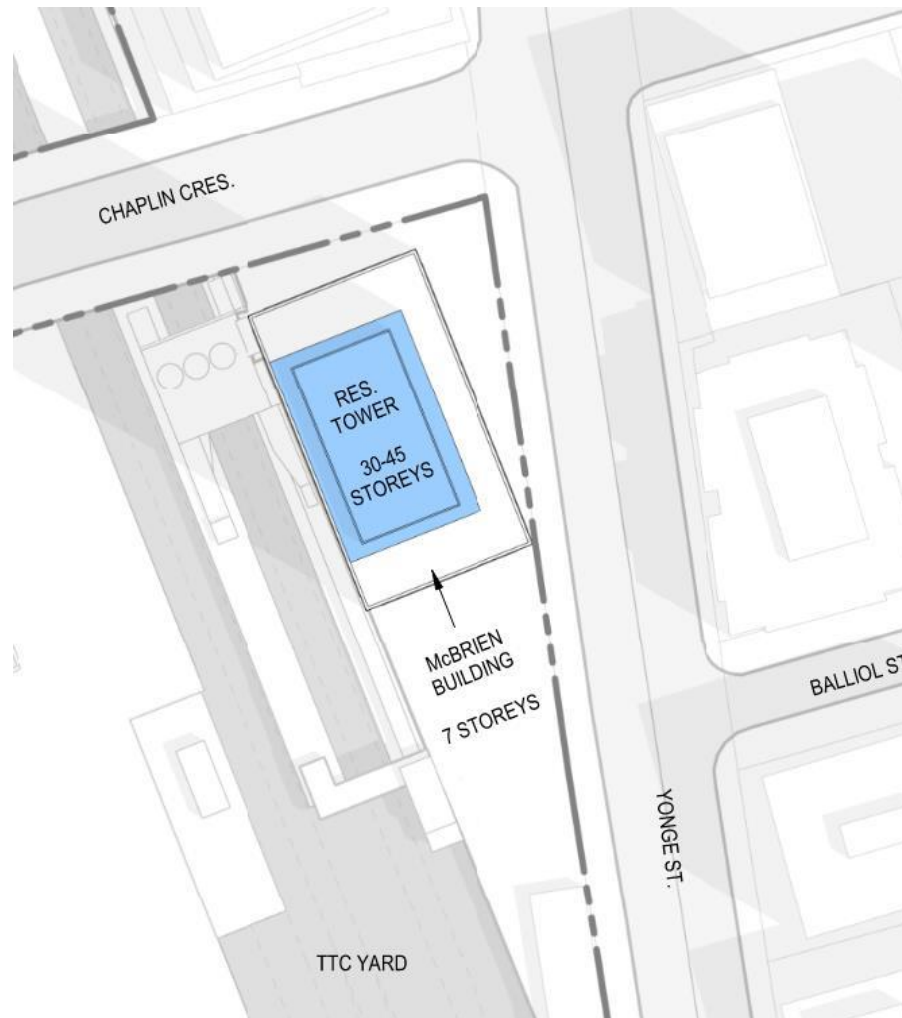 CHAPLIN CRES.
RES.
TOWER
30-45
STOREYS
McBRIEN
BUILDING
7 STOREYS
BALLIOL ST
YONGE ST.
TTC YARD